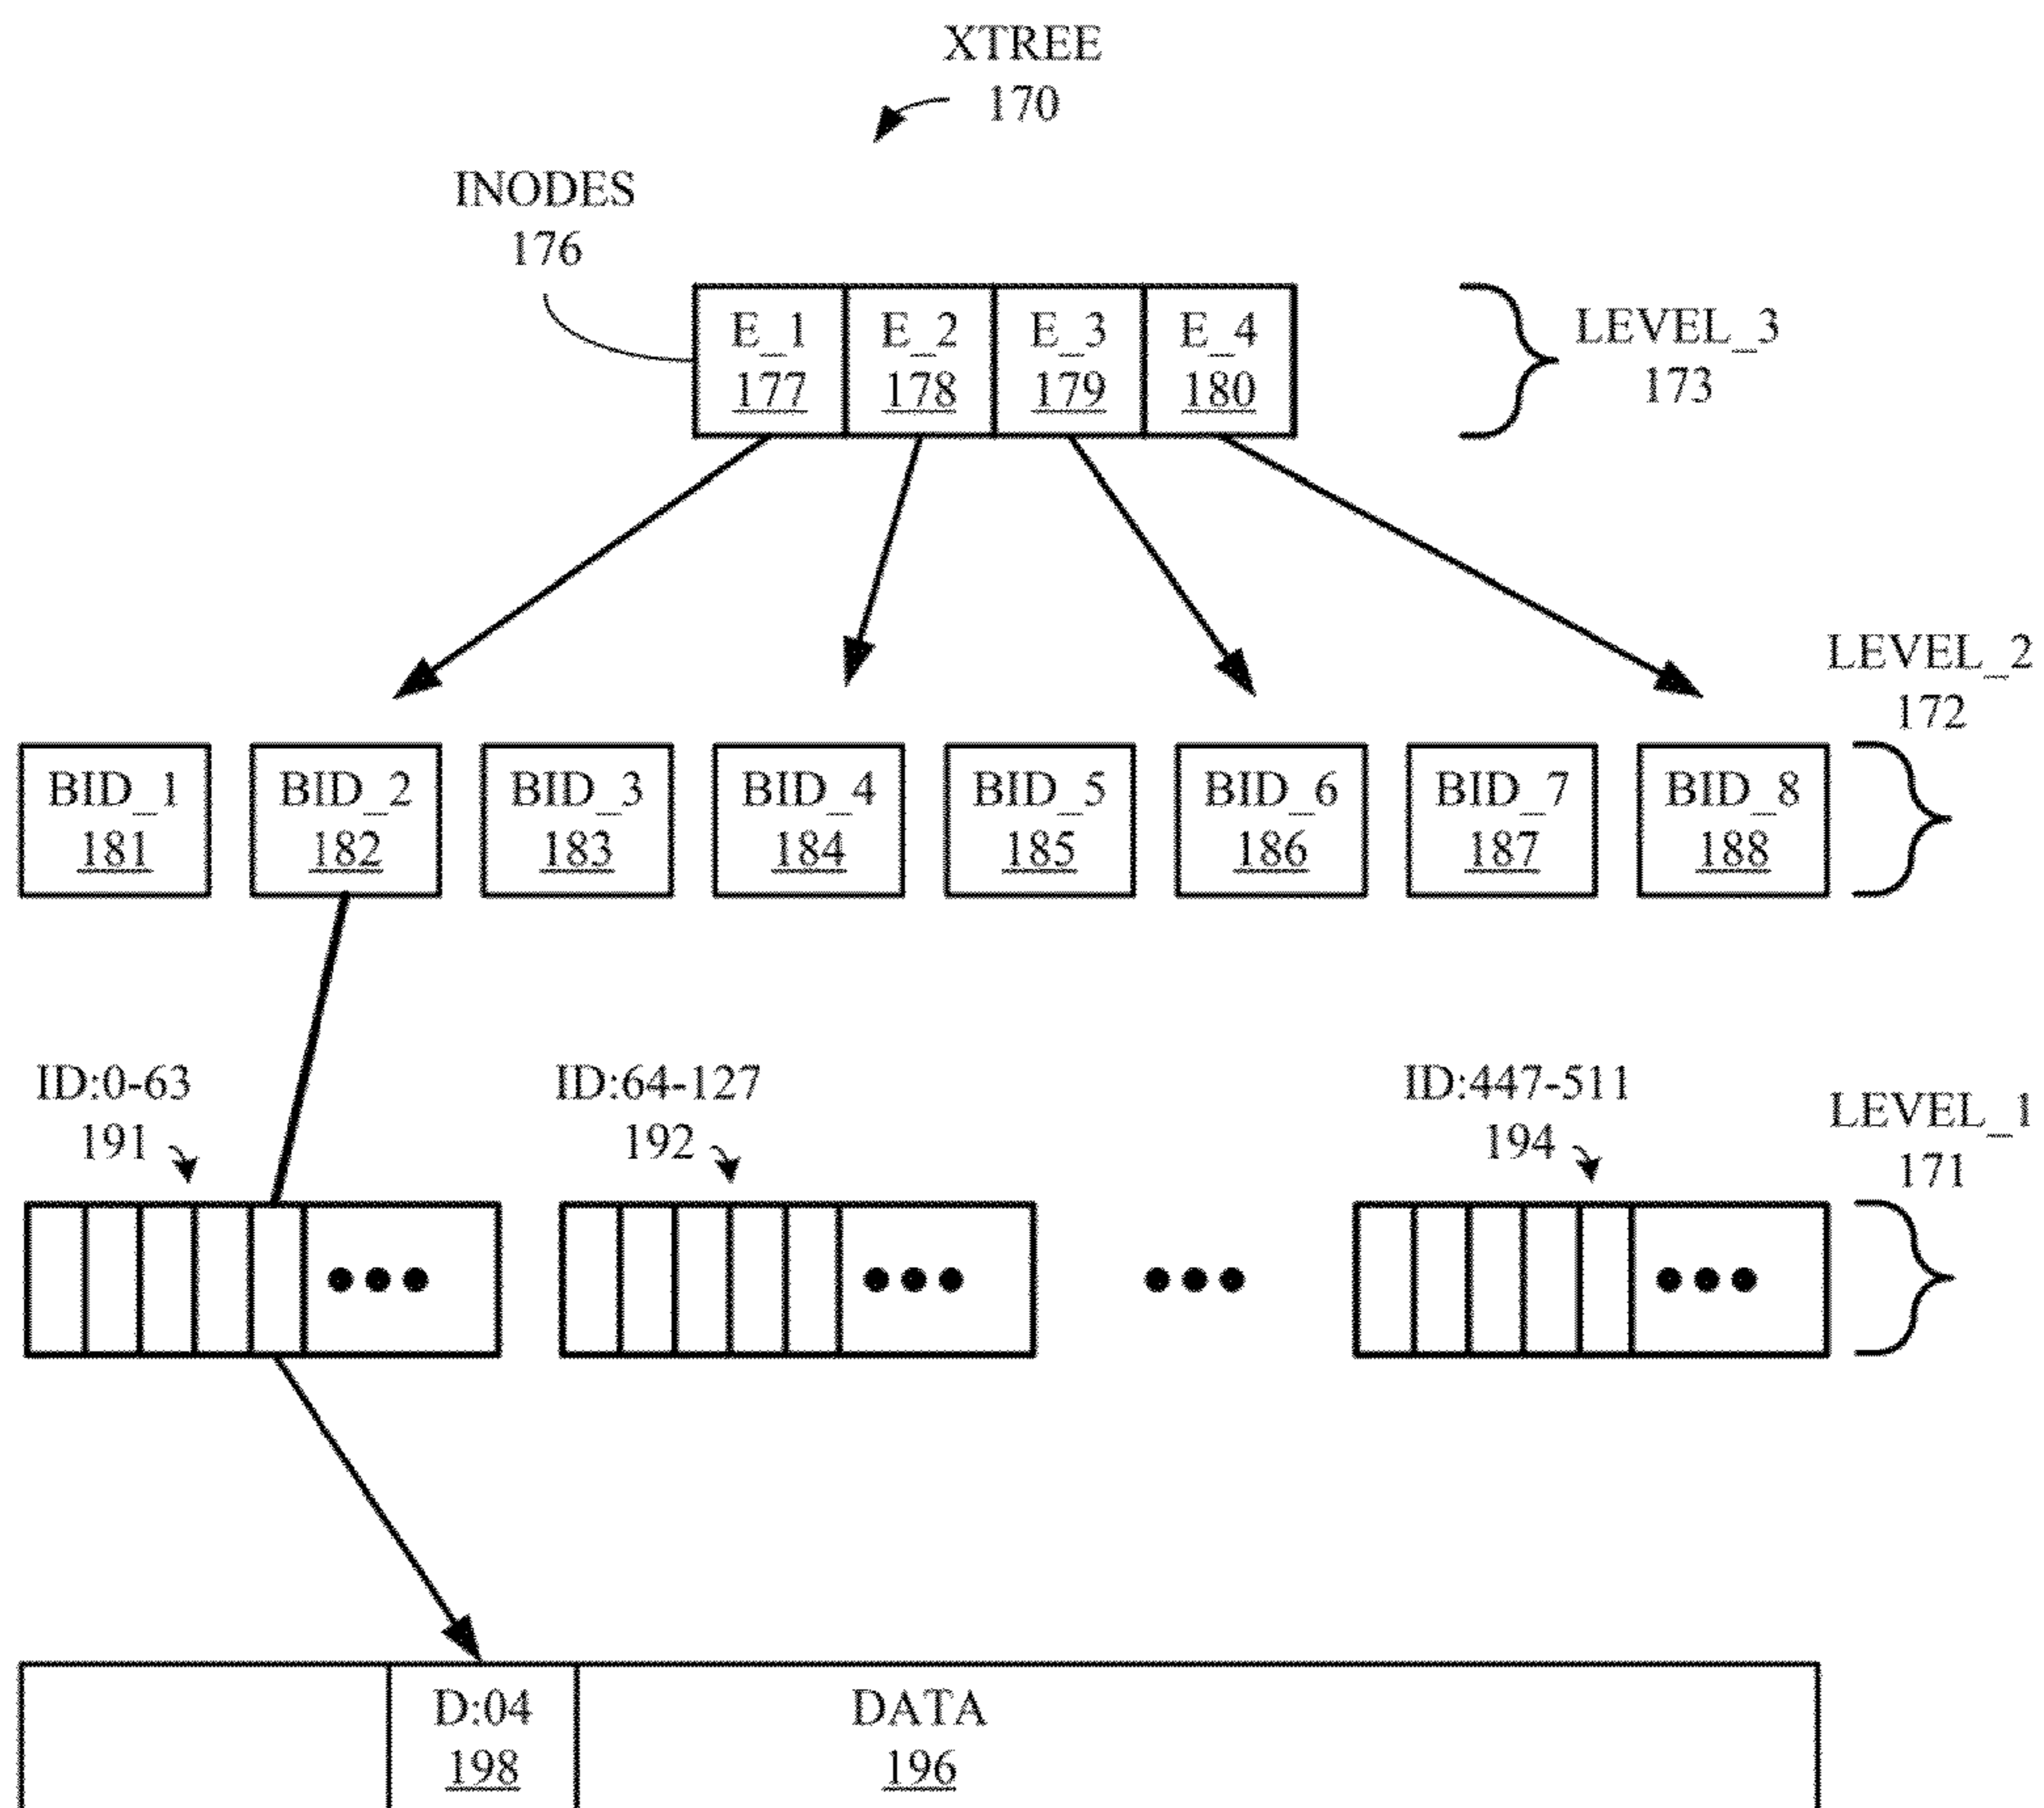 XTREE
170
INODES
176
E_1 E_2 E_3 E_4
177 178 179 180
LEVEL_3
173
LEVEL_2
172
BID_1 BID_2 BID_3 BID_4 BID_5 BID_6 BID_7 BID_8
181 182 183 184 185 186 187 188
ID:0-63 ID:64-127 ID:447-511
191 192 194
LEVEL_1
171
D:04 DATA
198 196